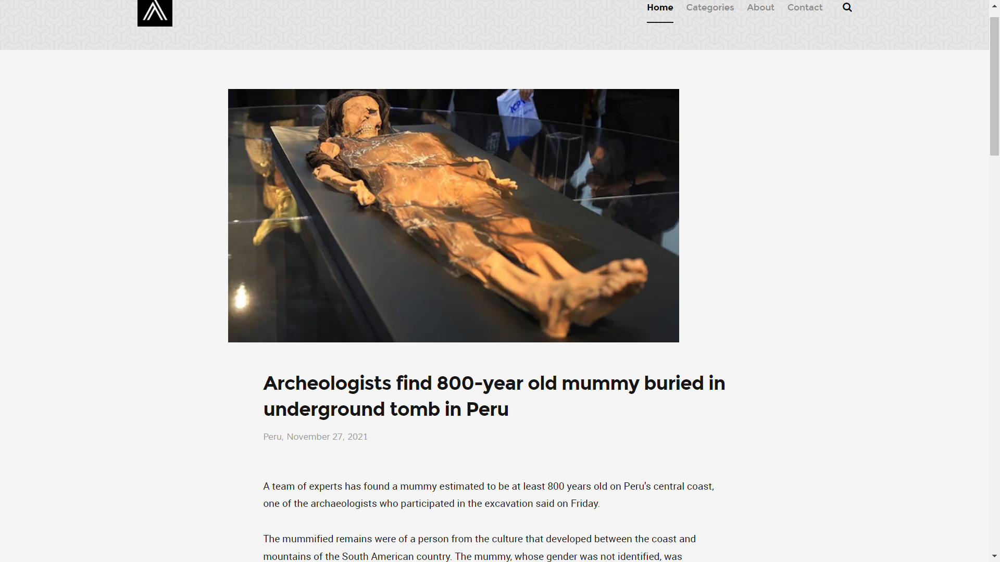 Home Categories About Contact
ICPNA
Archeologists find 800-year old mummy buried in
underground tomb in Peru
Peru, November 27, 2021
A team of experts has found a mummy estimated to be at least 800 years old on Peru's central coast,
one of the archaeologists who participated in the excavation said on Friday.
The mummified remains were of a person from the culture that developed between the coast and
mountains of the South American country. The mummy, whose gender was not identified, was